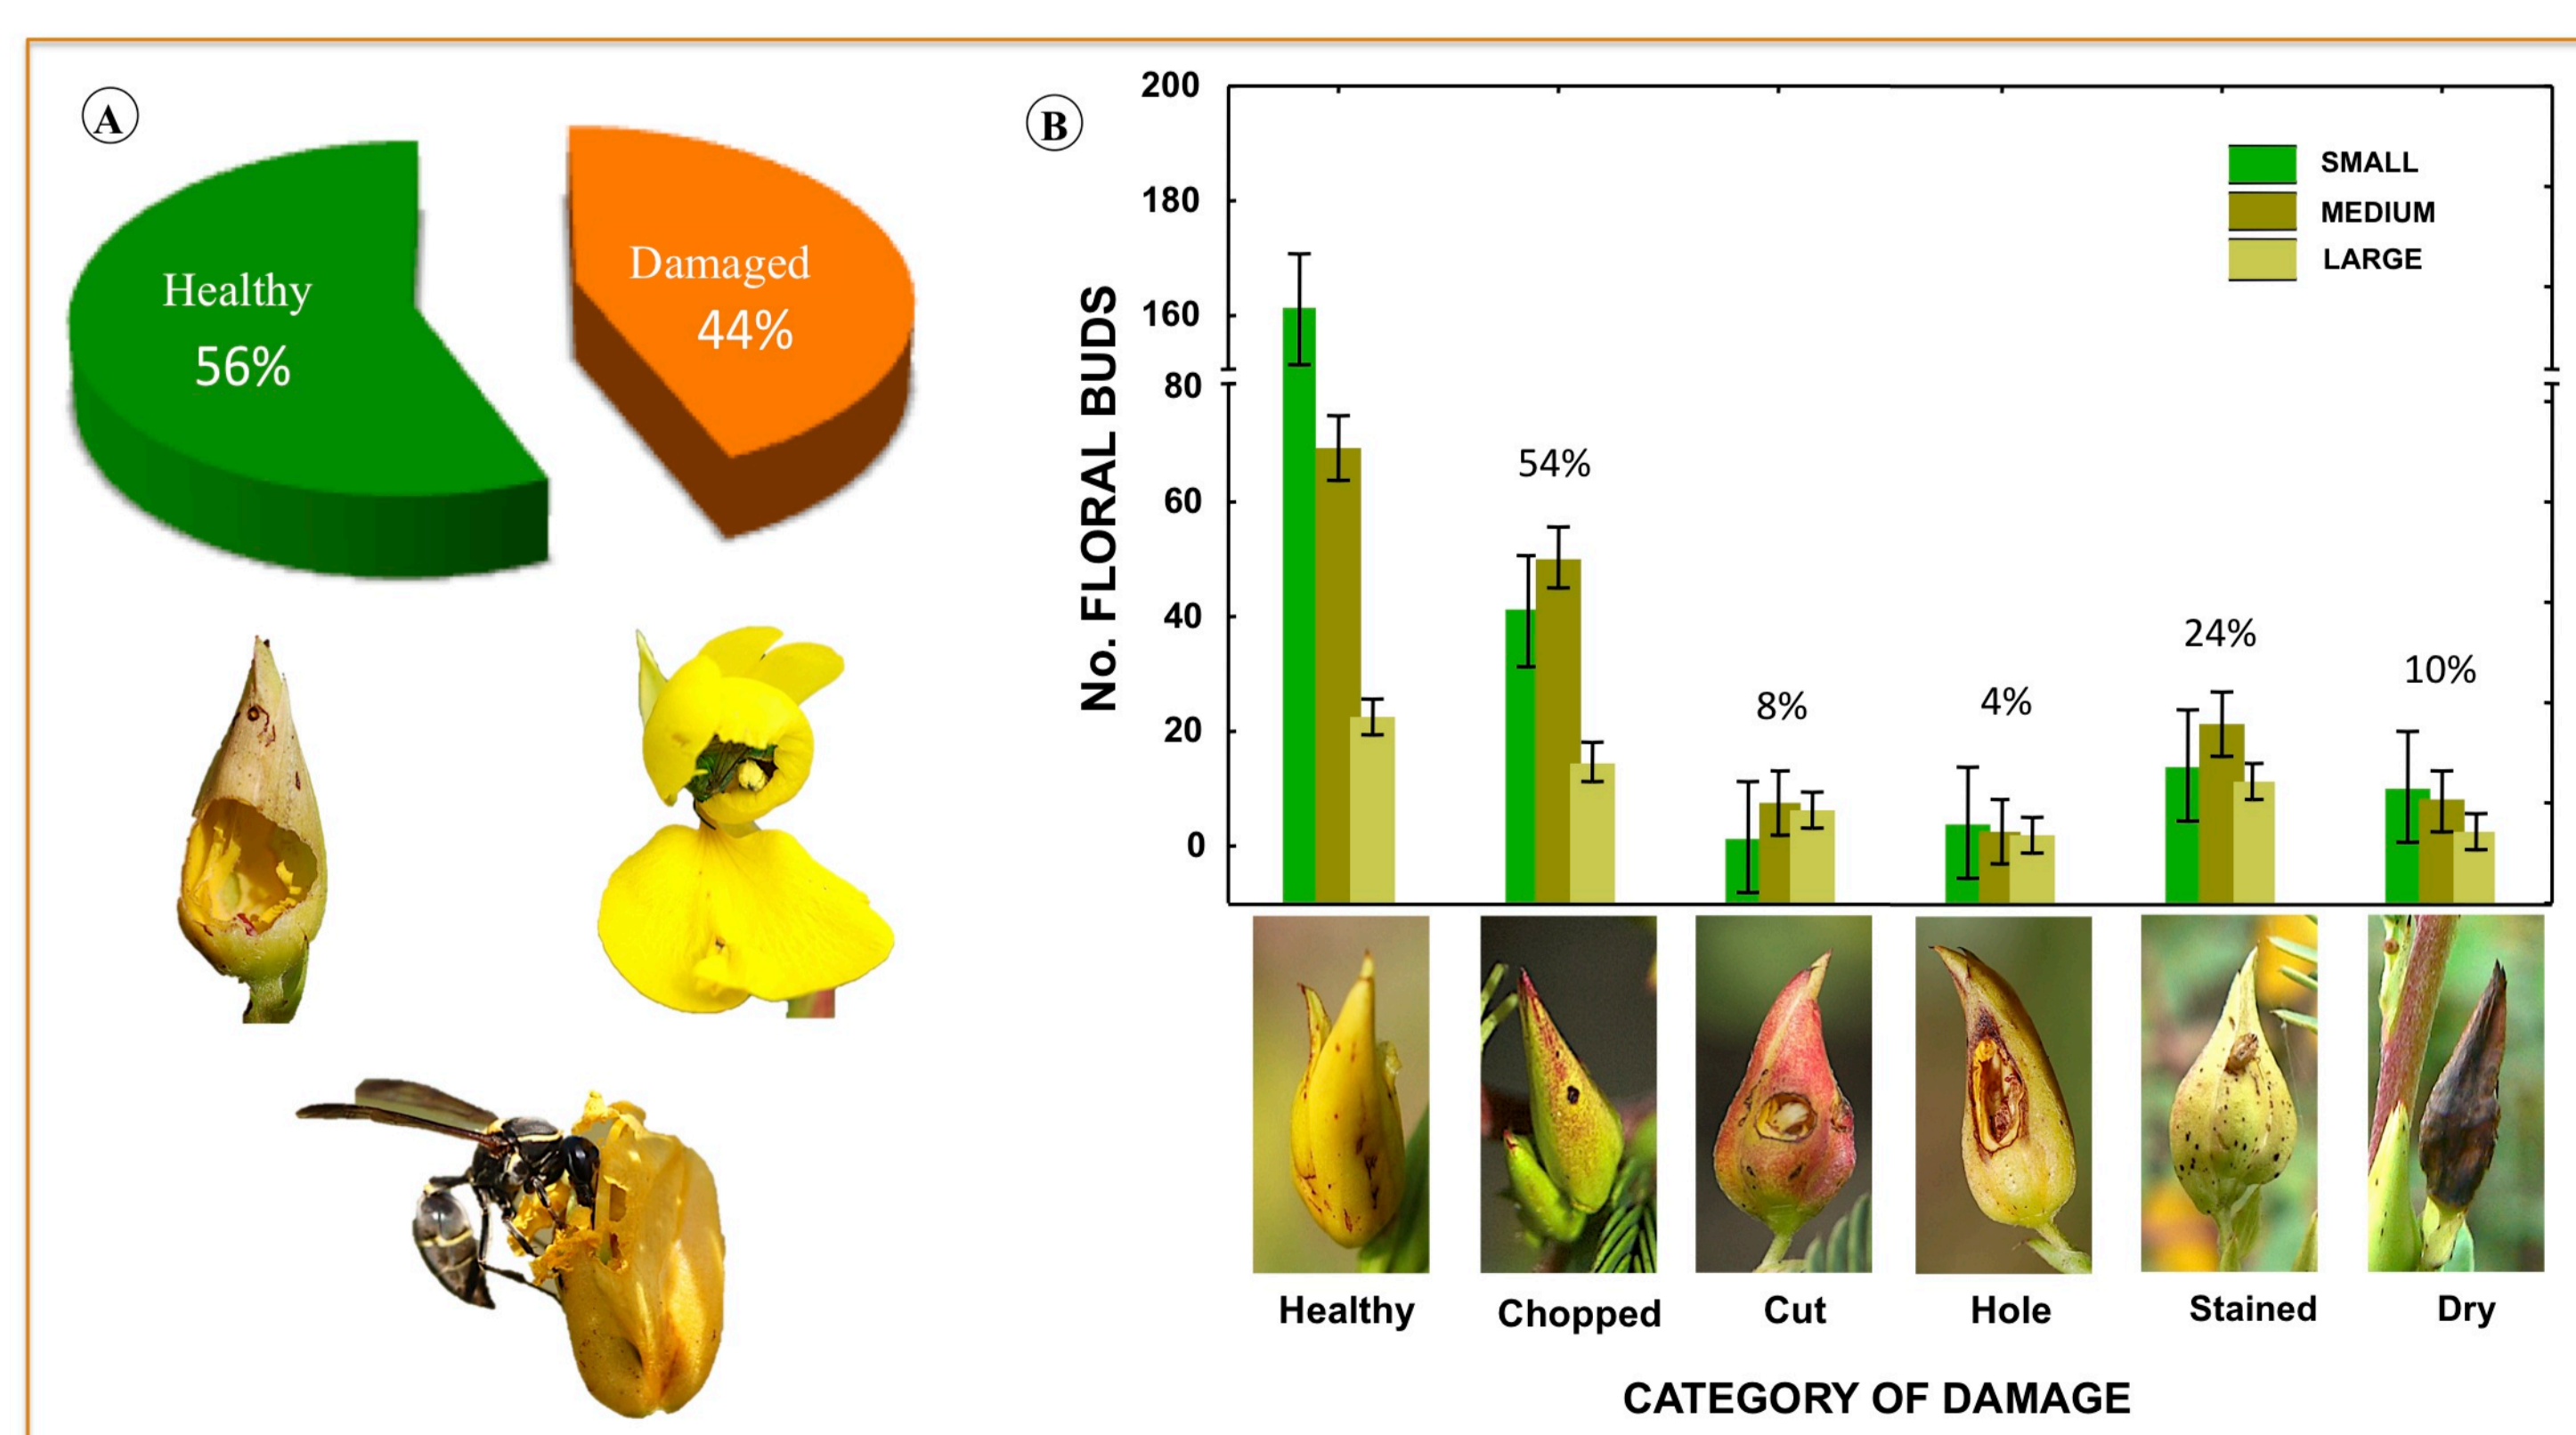 A
Healthy
56%
Damaged
44%
B
No. FLORAL BUDS
200
180
160
80
60
40
20
0
SMALL
MEDIUM
LARGE
54%
8%
4%
24%
10%
Healthy
Chopped
Cut
Hole
Stained
Dry
CATEGORY OF DAMAGE